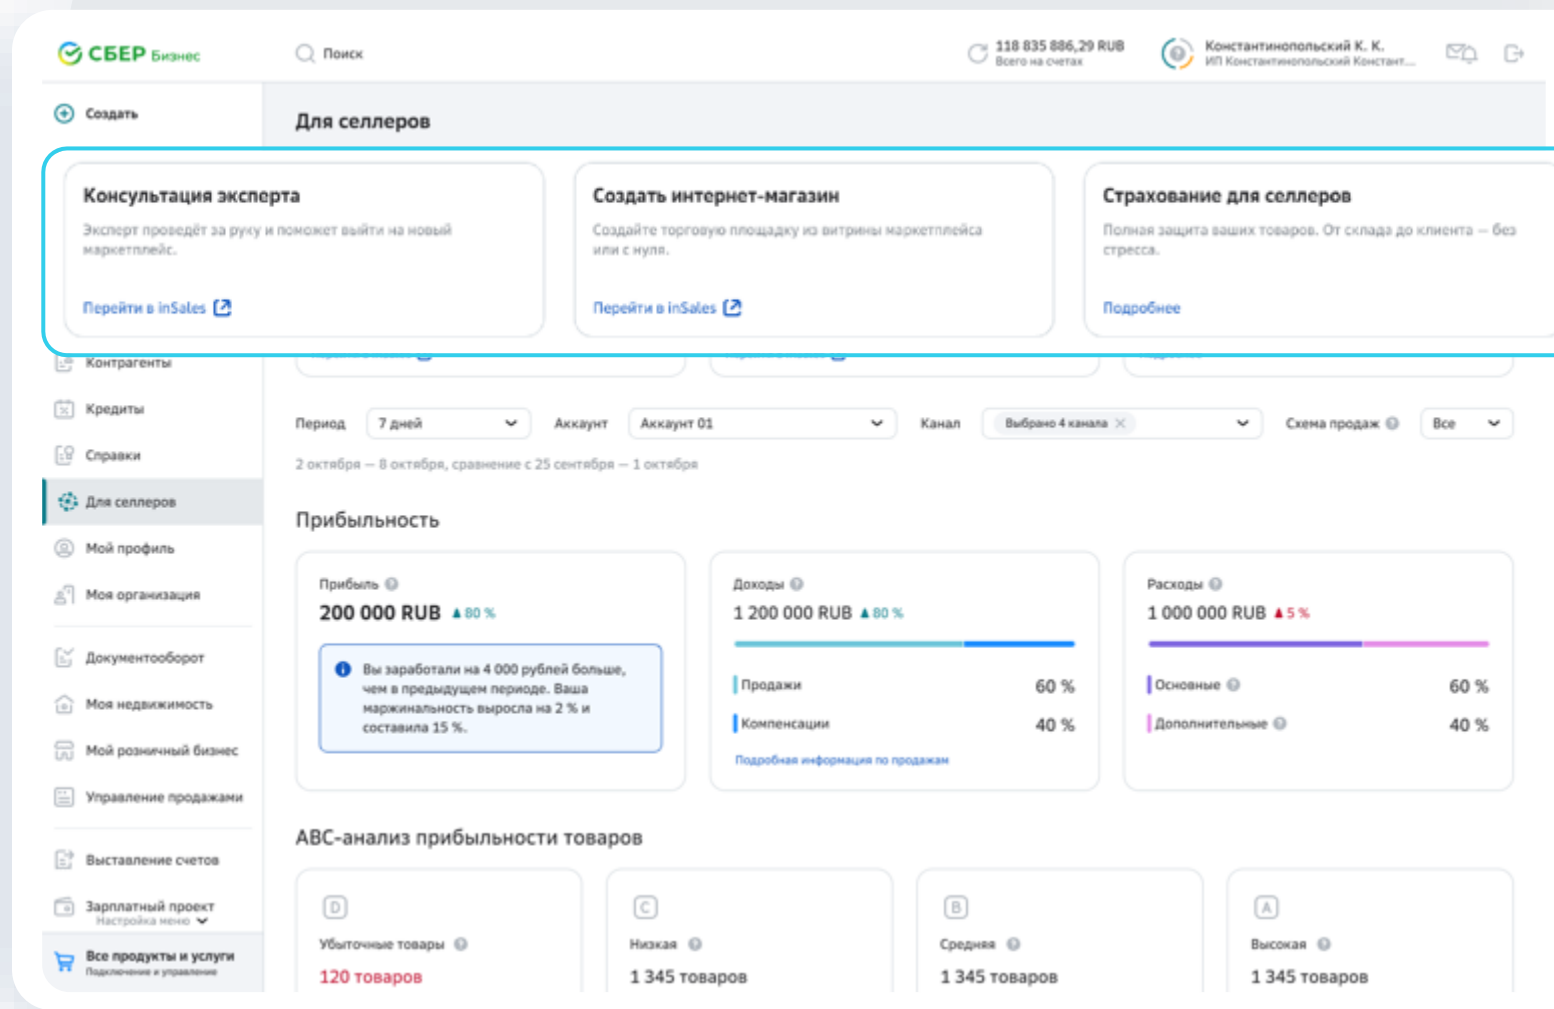 СБЕР Бизнес
Поиск
118 835 886,29 RUB
Всего на счетах
Константинопольский К. К.
ИП Константинопольский Констант...
Создать
Для селлеров
Консультация эксперта
Эксперт проведёт за руку и поможет выйти на новый
маркетплейс.
Перейти в inSales
Создать интернет-магазин
Создайте торговую площадку из витрины маркетплейса
или с нуля.
Перейти в inSales
Страхование для селлеров
Полная защита ваших товаров. От склада до клиента — без
стресса.
Подробнее
Контрагенты
Кредиты
Справки
Для селлеров
Мой профиль
Моя организация
Документооборот
Моя недвижимость
Мой розничный бизнес
Управление продажами
Выставление счетов
Зарплатный проект
Настройка меню
Все продукты и услуги
Подключение и управление
Период 7 дней Аккаунт Аккаунт 01 Канал Выбрано 4 канала Схема продаж Все
2 октября — 8 октября, сравнение с 25 сентября — 1 октября
Прибыльность
Прибыль
200 000 RUB 80 %
Вы заработали на 4 000 рублей больше,
чем в предыдущем периоде. Ваша
маржинальность выросла на 2 % и
составила 15 %.
Доходы
1 200 000 RUB 80 %
Продажи 60 %
Компенсации 40 %
Подробная информация по продажам
Расходы
1 000 000 RUB 5 %
Основные 60 %
Дополнительные 40 %
ABC-анализ прибыльности товаров
D
Убыточные товары
120 товаров
C
Низкая
1 345 товаров
B
Средняя
1 345 товаров
A
Высокая
1 345 товаров